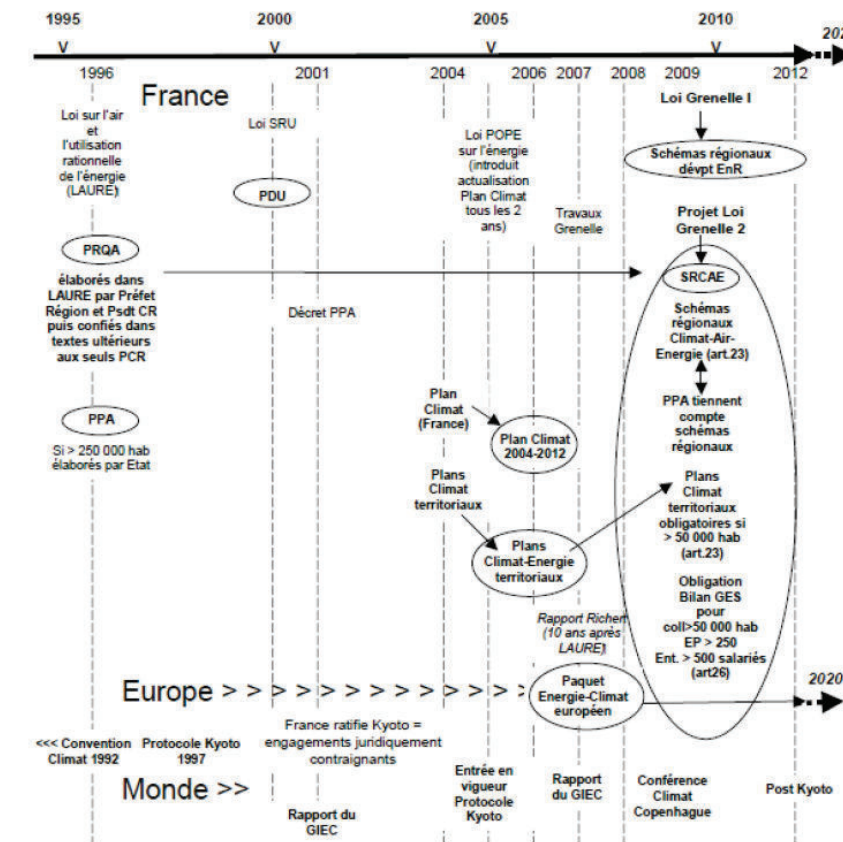 1995
2000
2005
2010
202
1996
2001
2004
2006
2007
2008
2009
2012
France
Loi sur l'air
et
l'utilisation
rationnelle
de l'énergie
(LAURE)
Loi SRU
PDU
Loi POPE
sur l'énergie
(introduit
actualisation
Plan Climat
tous les 2
ans)
Travaux
Grenelle
Loi Grenelle I
Schémas régionaux
dévpt EnR
Projet Loi
Grenelle 2
PRQA
élaborés dans
LAURE par Préfet
Région et Psdt CR
puis confiés dans
textes ultérieurs
aux seuls PCR
Décret PPA
SRCAE
Schémas
régionaux
Climat-Air-
Energie (art.23)
PPA tiennent
compte
schémas
régionaux
PPA
Si > 250 000 hab
élaborés par Etat
Plan
Climat
(France)
Plan Climat
2004-2012
Plans
Climat
territoriaux
Plans
Climat-Energie
territoriaux
Plans
Climat
territoriaux
obligatoires si
> 50 000 hab
(art.23)
Obligation
Bilan GES
pour
coll>50 000 hab
EP > 250
Ent. > 500 salariés
(art26)
Rapport Richert
(10 ans après
LAURE)
Europe > > > > > > > > > > > >
Paquet
Energie-Climat
européen
2020
<<< Convention
Climat 1992
Protocole Kyoto
1997
France ratifie Kyoto =
engagements juridiquement
contraignants
Monde >>
Rapport du
GIEC
Entrée en
vigueur
Protocole
Kyoto
Rapport
du GIEC
Conférence
Climat
Copenhague
Post Kyoto